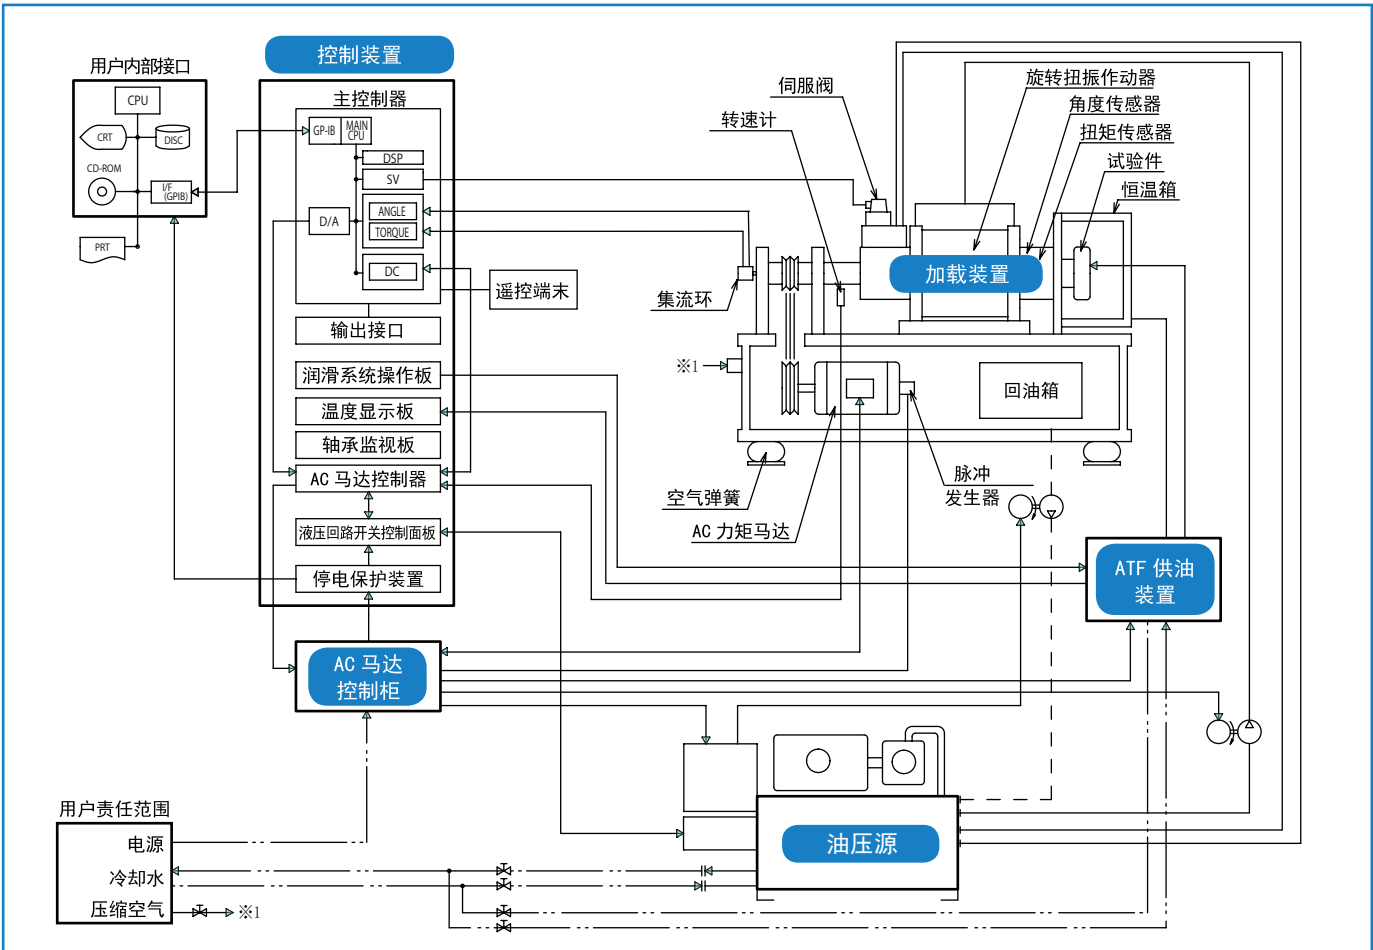 控制装置
用户内部接口
CPU
CRT
DISC
CD-ROM
I/F
(GPIB)
PRT
主控制器
GP-IB
MAIN
CPU
DSP
SV
D/A
ANGLE
TORQUE
DC
遥控端末
输出接口
润滑系统操作板
温度显示板
轴承监视板
AC 马达控制器
液压回路开关控制面板
停电保护装置
AC 马达
控制柜
用户责任范围
电源
冷却水
压缩空气
※1
伺服阀
转速计
旋转扭振作动器
角度传感器
扭矩传感器
试验件
恒温箱
加载装置
集流环
※1
回油箱
空气弹簧
AC 力矩马达
脉冲
发生器
ATF 供油
装置
油压源